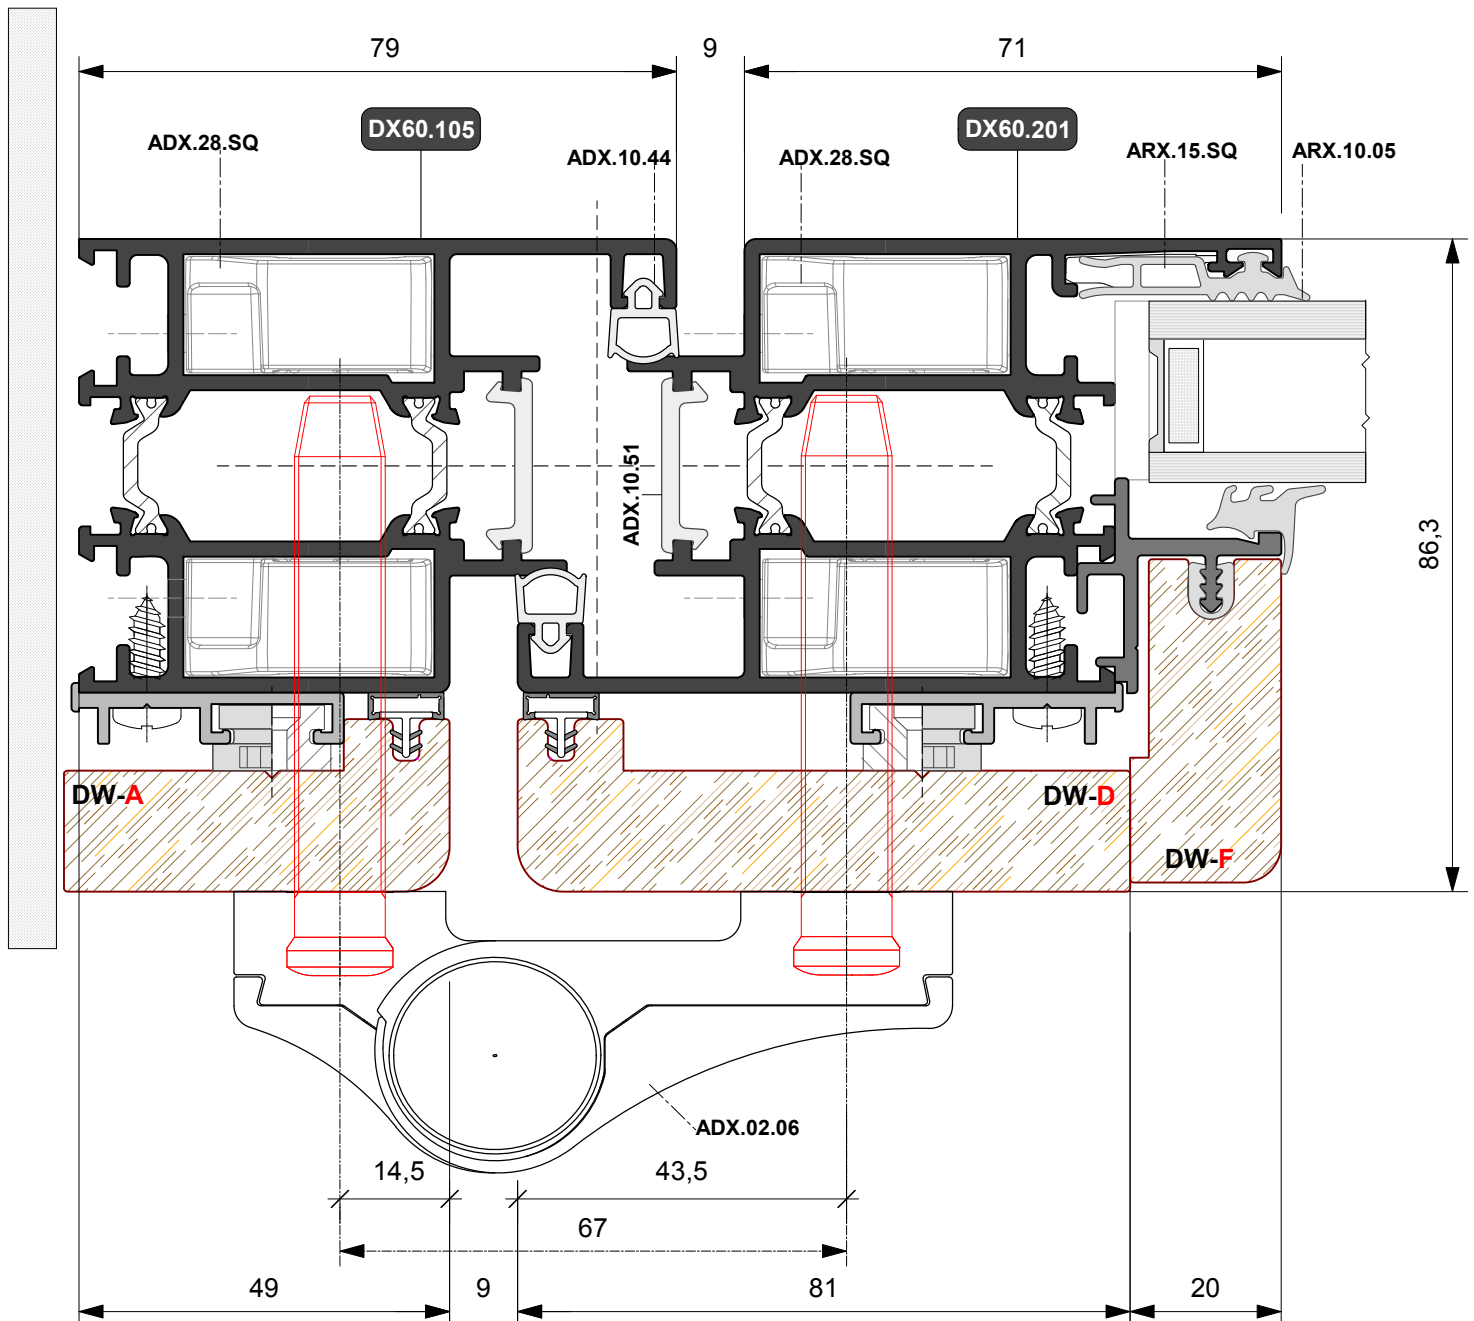 79
9
71
DX60.105
DX60.201
ADX.28.SQ
ADX.10.44
ADX.28.SQ
ARX.15.SQ
ARX.10.05
ADX.10.51
86,3
DW-A
DW-D
DW-F
ADX.02.06
14,5
43,5
67
49
9
81
20